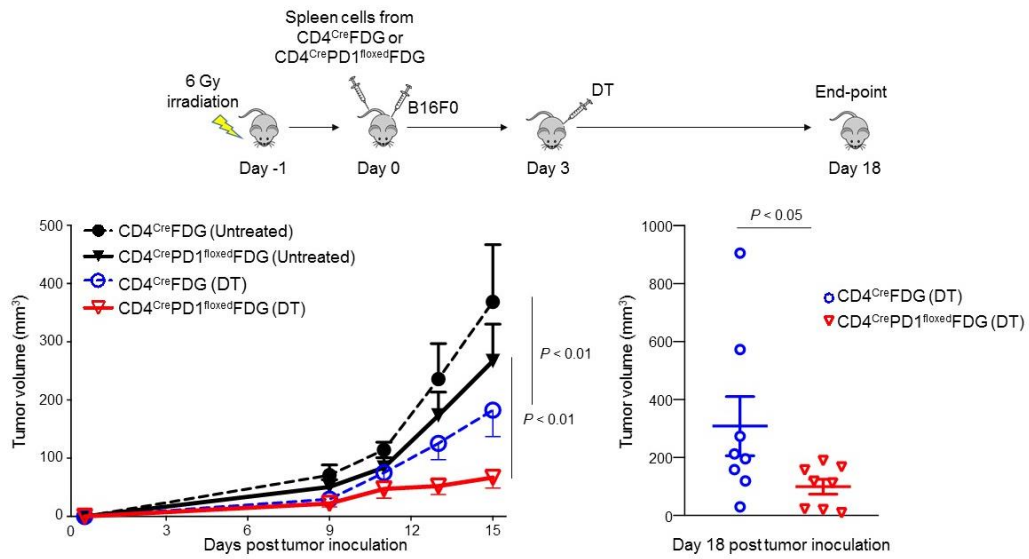 Spleen cells from
CD4CreFDG or
CD4CrePD1floxedFDG
6 Gy
irradiation
B16F0
DT
End-point
Day -1
Day 0
Day 3
Day 18
500
400
300
200
100
0
Tumor volume (mm3)
CD4CreFDG (Untreated)
CD4CrePD1floxedFDG (Untreated)
CD4CreFDG (DT)
CD4CrePD1floxedFDG (DT)
P < 0.01
P < 0.01
0
3
6
9
12
15
Days post tumor inoculation
P < 0.05
1000
800
600
400
200
0
Tumor volume (mm3)
CD4CreFDG (DT)
CD4CrePD1floxedFDG (DT)
Day 18 post tumor inoculation